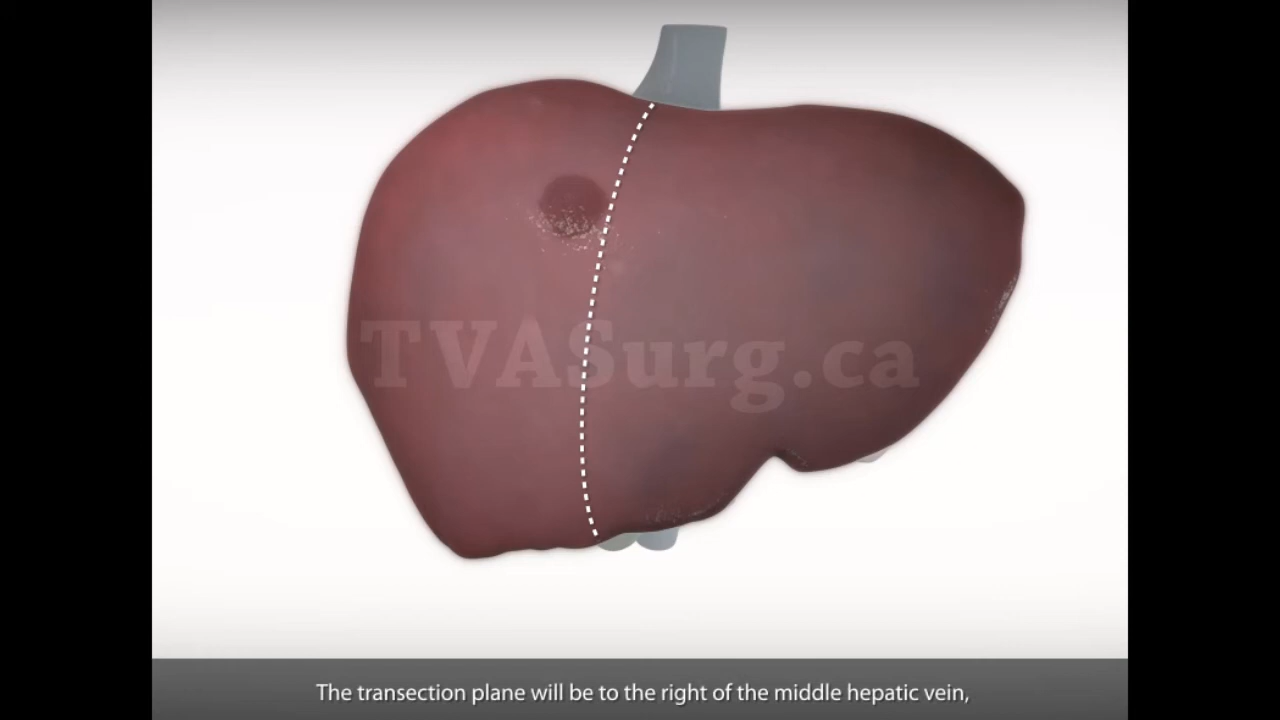 TVASurg.ca
The transection plane will be to the right of the middle hepatic vein,